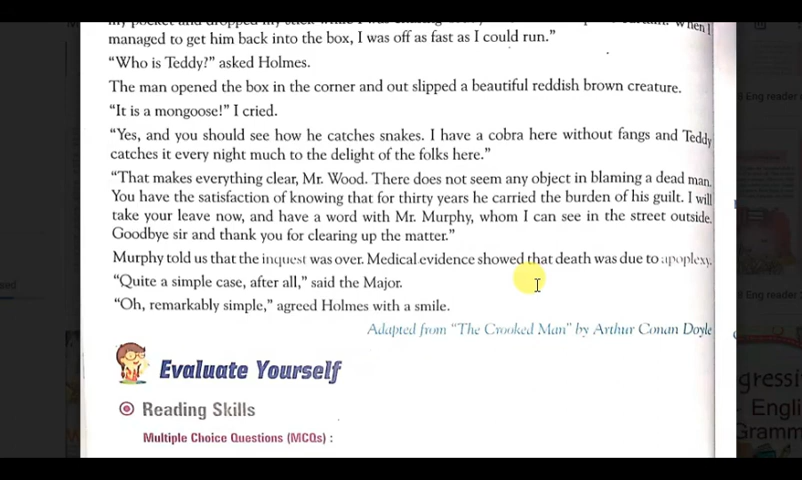 managed to get him back into the box, I was off as fast as I could run.”
“Who is Teddy?” asked Holmes.
The man opened the box in the corner and out slipped a beautiful reddish brown creature.
“It is a mongoose!” I cried.
“Yes, and you should see how he catches snakes. I have a cobra here without fangs and Teddy
catches it every night much to the delight of the folks here.”
“That makes everything clear, Mr. Wood. There does not seem any object in blaming a dead man.
You have the satisfaction of knowing that for thirty years he carried the burden of his guilt. I will
take your leave now, and have a word with Mr. Murphy, whom I can see in the street outside.
Goodbye sir and thank you for clearing up the matter.”
Murphy told us that the inquest was over. Medical evidence showed that death was due to apoplexy.
“Quite a simple case, after all,” said the Major.
“Oh, remarkably simple,” agreed Holmes with a smile.
Adapted from “The Crooked Man” by Arthur Conan Doyle
Evaluate Yourself
Reading Skills
Multiple Choice Questions (MCQs) :
Eng reader
Eng reader
Engli